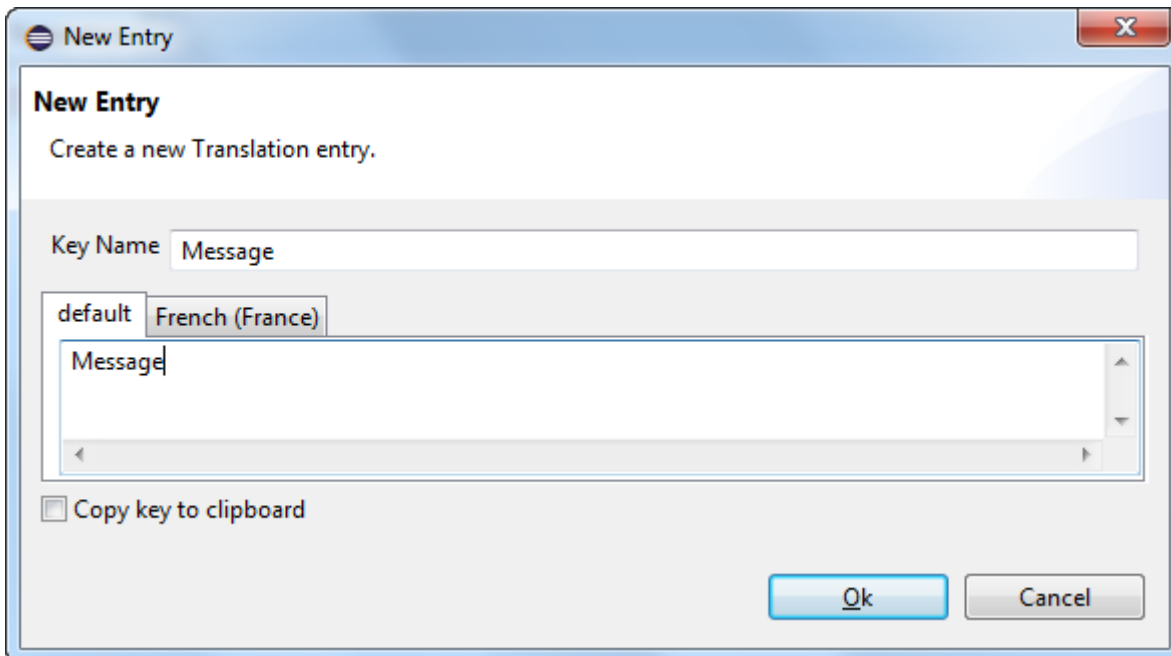 New Entry
New Entry
Create a new Translation entry.
Key Name Message
default French (France)
Message
Copy key to clipboard
Ok Cancel